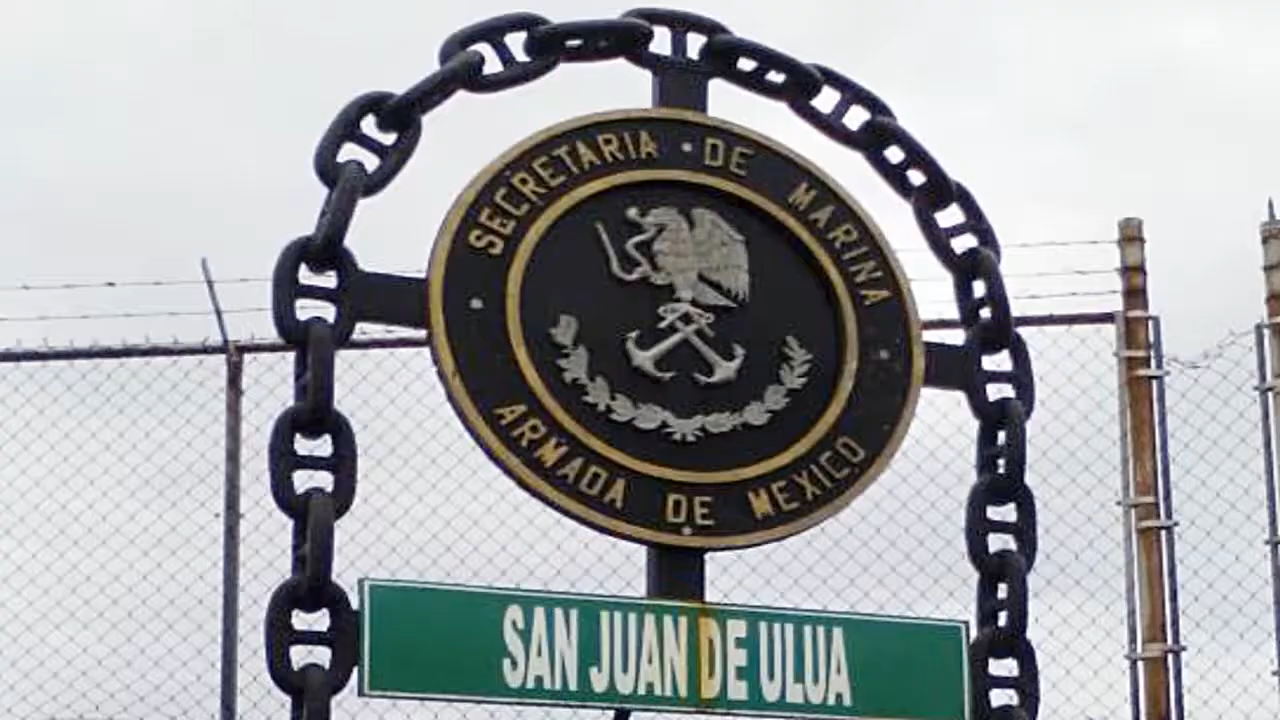 SECRETARIA • DE MARINA
ARMADA DE MEXICO
SAN JUAN DE ULUA